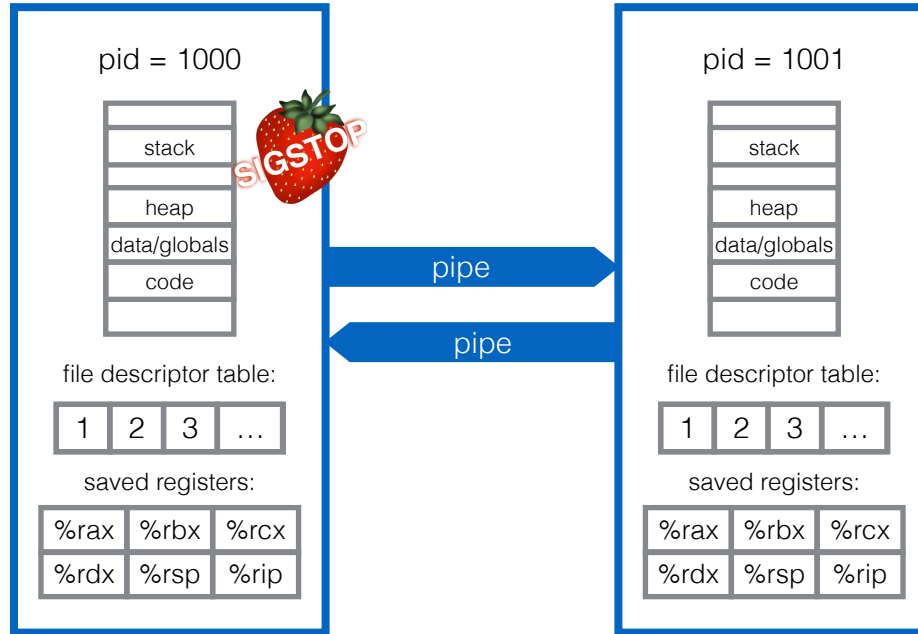 pid = 1000
stack
heap
data/globals
code
SIGSTOP
file descriptor table:
1 2 3 ...
saved registers:
%rax %rbx %rcx
%rdx %rsp %rip
pipe
pipe
pid = 1001
stack
heap
data/globals
code
file descriptor table:
1 2 3 ...
saved registers:
%rax %rbx %rcx
%rdx %rsp %rip